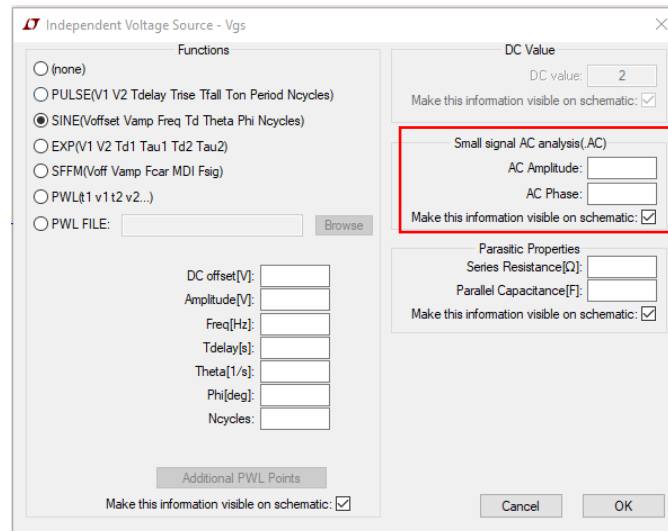 Independent Voltage Source - Vgs
Functions
(none)
PULSE(V1 V2 Tdelay Trise Tfall Ton Period Ncycles)
SINE(Voffset Vamp Freq Td Theta Phi Ncycles)
EXP(V1 V2 Td1 Tau1 Td2 Tau2)
SFFM(Voff Vamp Fcar MDI Fsig)
PWL(t1 v1 t2 v2...)
PWL FILE:
Browse
DC offset[V]:
Amplitude[V]:
Freq[Hz]:
Tdelay[s]:
Theta[1/s]:
Phi[deg]:
Ncycles:
Additional PWL Points
Make this information visible on schematic:
DC Value
DC value: 2
Make this information visible on schematic:
Small signal AC analysis(.AC)
AC Amplitude:
AC Phase:
Make this information visible on schematic:
Parasitic Properties
Series Resistance[Ω]:
Parallel Capacitance[F]:
Make this information visible on schematic:
Cancel
OK